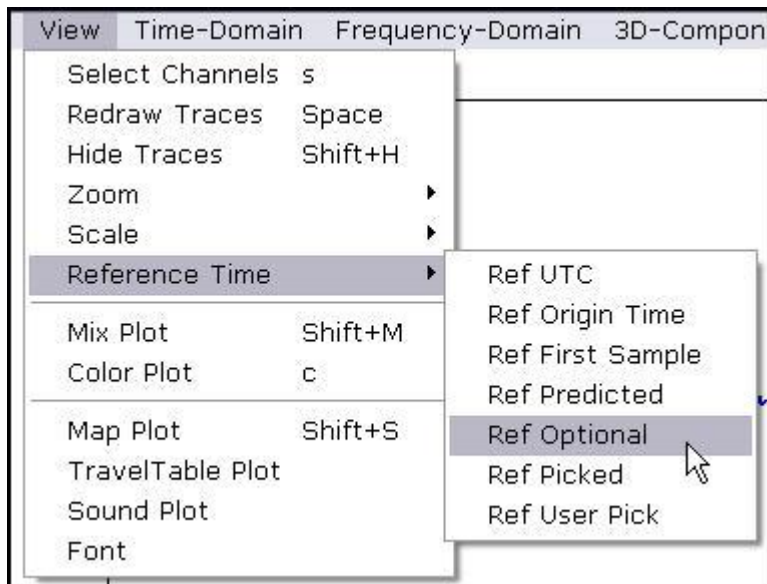 View Time-Domain Frequency-Domain 3D-Compon
Select Channels s
Redraw Traces Space
Hide Traces Shift+H
Zoom
Scale
Reference Time
Mix Plot Shift+M
Color Plot c
Map Plot Shift+S
TravelTable Plot
Sound Plot
Font
Ref UTC
Ref Origin Time
Ref First Sample
Ref Predicted
Ref Optional
Ref Picked
Ref User Pick